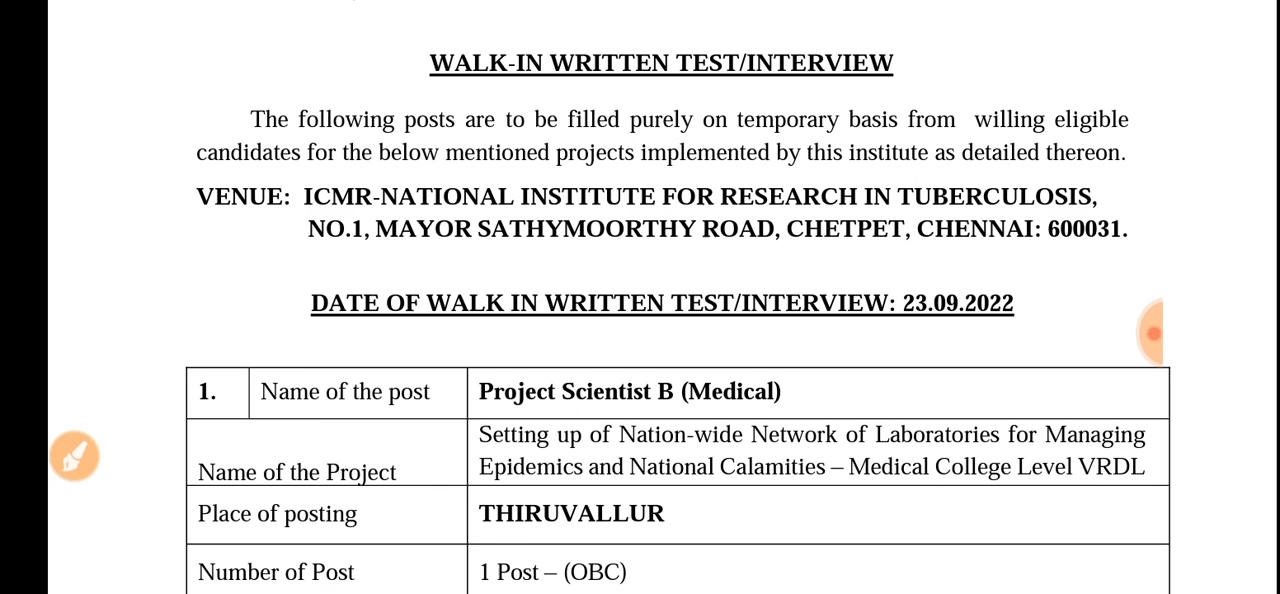 WALK-IN WRITTEN TEST/INTERVIEW
The following posts are to be filled purely on temporary basis from willing eligible
candidates for the below mentioned projects implemented by this institute as detailed thereon.
VENUE: ICMR-NATIONAL INSTITUTE FOR RESEARCH IN TUBERCULOSIS,
NO.1, MAYOR SATHYMOORTHY ROAD, CHETPET, CHENNAI: 600031.
DATE OF WALK IN WRITTEN TEST/INTERVIEW: 23.09.2022
1. Name of the post Project Scientist B (Medical)
Setting up of Nation-wide Network of Laboratories for Managing
Name of the Project Epidemics and National Calamities – Medical College Level VRDL
Place of posting THIRUVALLUR
Number of Post 1 Post – (OBC)